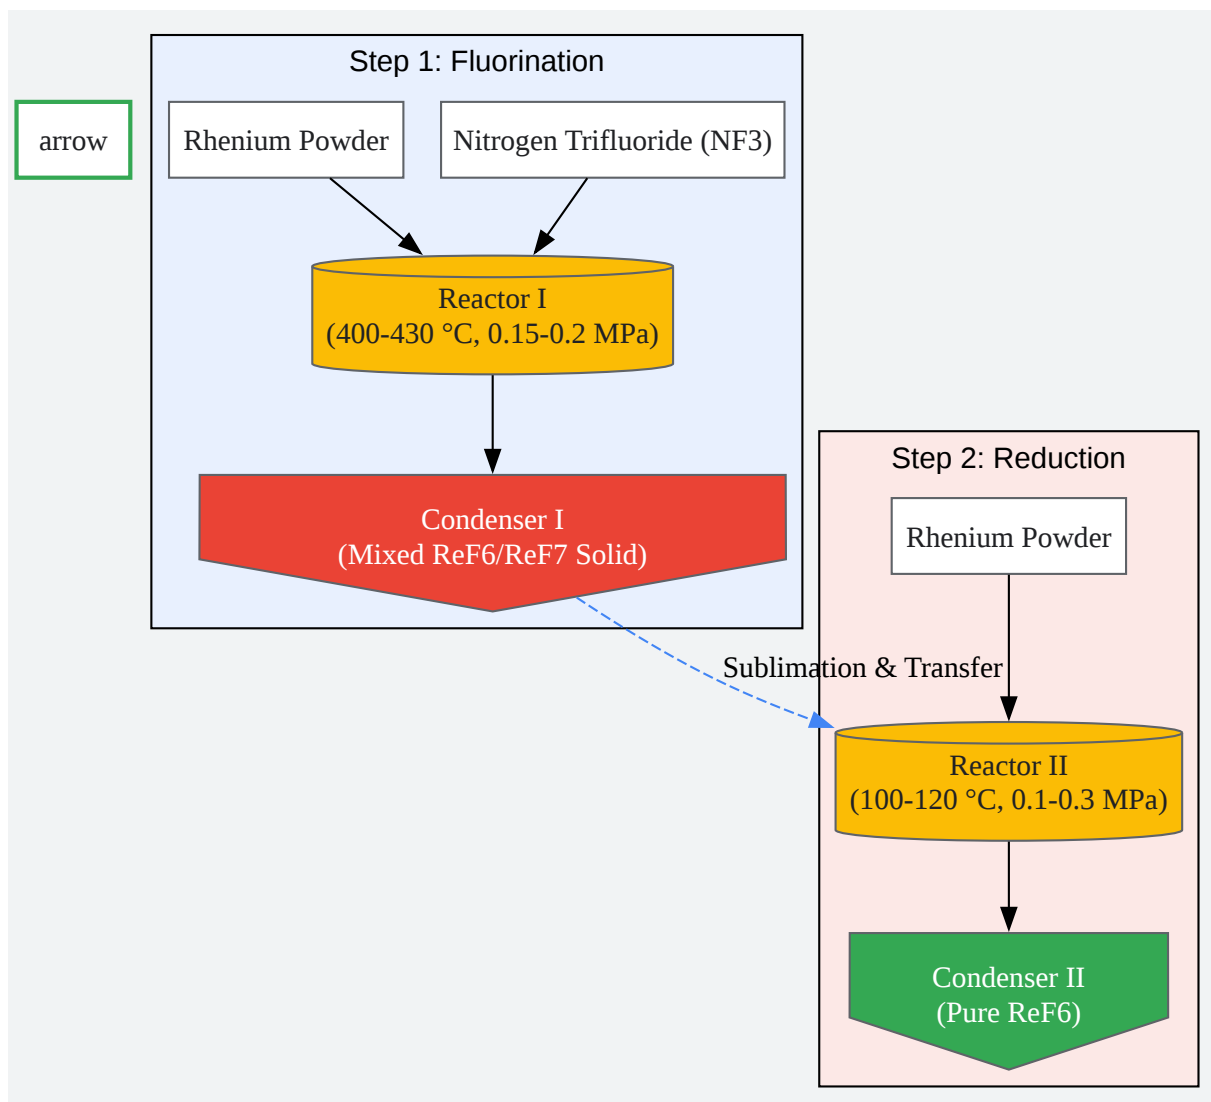 Step 1: Fluorination
arrow
Rhenium Powder
Nitrogen Trifluoride (NF3)
Reactor I
(400-430 °C, 0.15-0.2 MPa)
Condenser I
(Mixed ReF6/ReF7 Solid)
Step 2: Reduction
Rhenium Powder
Sublimation & Transfer
Reactor II
(100-120 °C, 0.1-0.3 MPa)
Condenser II
(Pure ReF6)